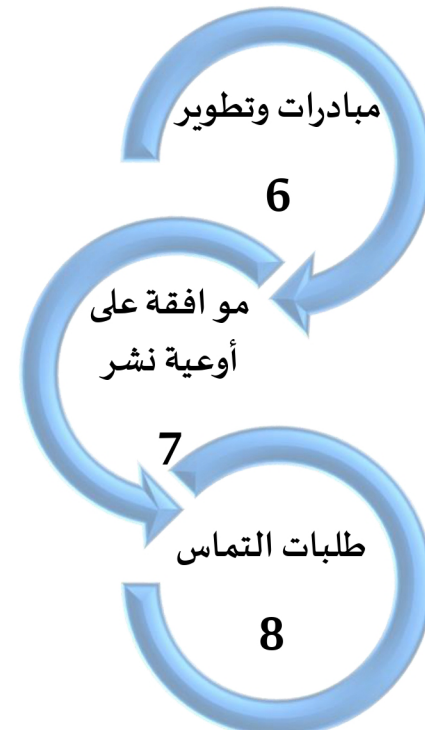 مبادرات وتطوير
6
مو افقة على
أوعية نشر
7
طلبات التماس
8